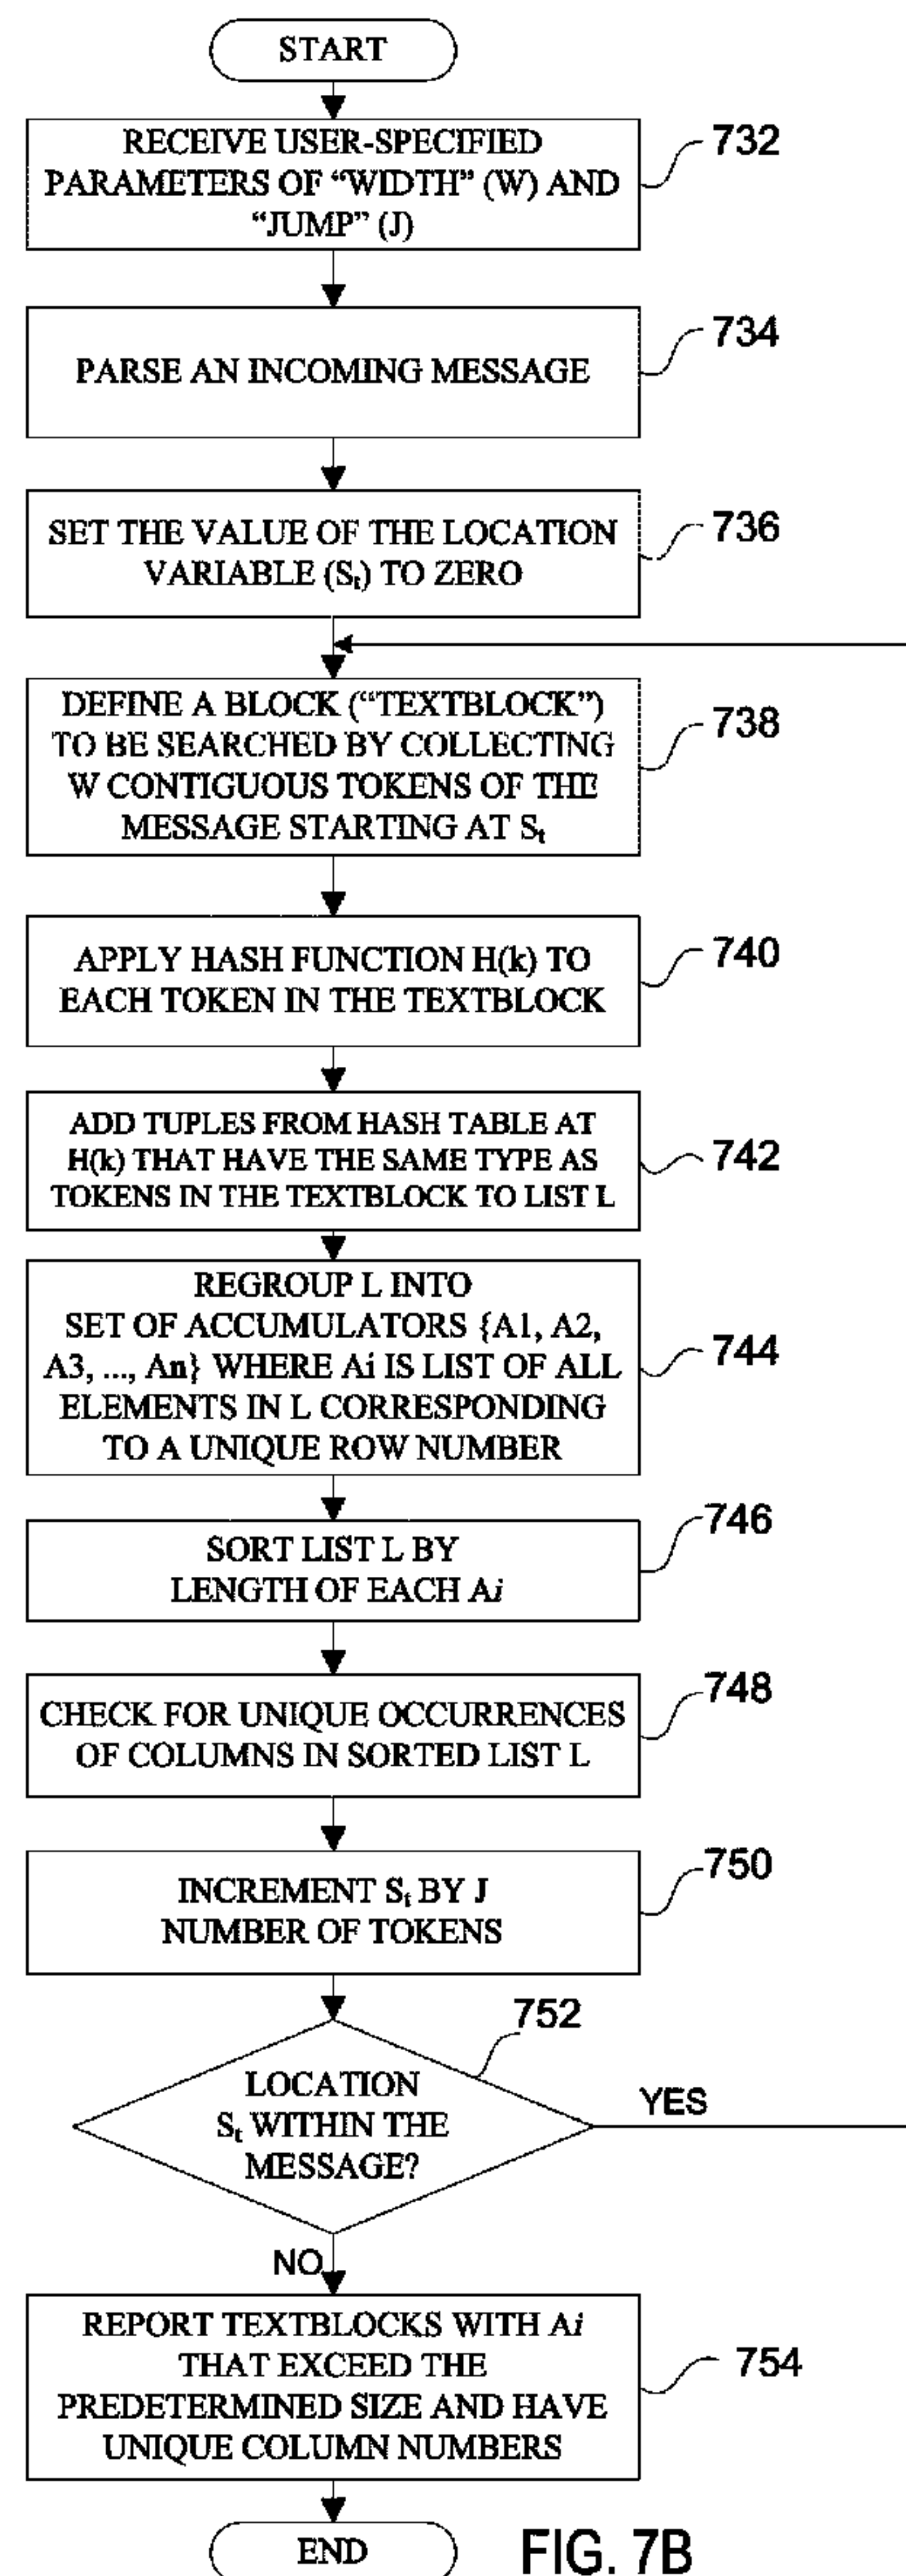 START
RECEIVE USER-SPECIFIED
PARAMETERS OF “WIDTH” (W) AND
“JUMP” (J)
732
PARSE AN INCOMING MESSAGE
734
SET THE VALUE OF THE LOCATION
VARIABLE (St) TO ZERO
736
DEFINE A BLOCK (“TEXTBLOCK”)
TO BE SEARCHED BY COLLECTING
W CONTIGUOUS TOKENS OF THE
MESSAGE STARTING AT St
738
APPLY HASH FUNCTION H(k) TO
EACH TOKEN IN THE TEXTBLOCK
740
ADD TUPLES FROM HASH TABLE AT
H(k) THAT HAVE THE SAME TYPE AS
TOKENS IN THE TEXTBLOCK TO LIST L
742
REGROUP L INTO
SET OF ACCUMULATORS {A1, A2,
A3, ..., An} WHERE Ai IS LIST OF ALL
ELEMENTS IN L CORRESPONDING
TO A UNIQUE ROW NUMBER
744
SORT LIST L BY
LENGTH OF EACH Ai
746
CHECK FOR UNIQUE OCCURRENCES
OF COLUMNS IN SORTED LIST L
748
INCREMENT St BY J
NUMBER OF TOKENS
750
752
LOCATION
St WITHIN THE
MESSAGE?
YES
NO
REPORT TEXTBLOCKS WITH Ai
THAT EXCEED THE
PREDETERMINED SIZE AND HAVE
UNIQUE COLUMN NUMBERS
754
END
FIG. 7B